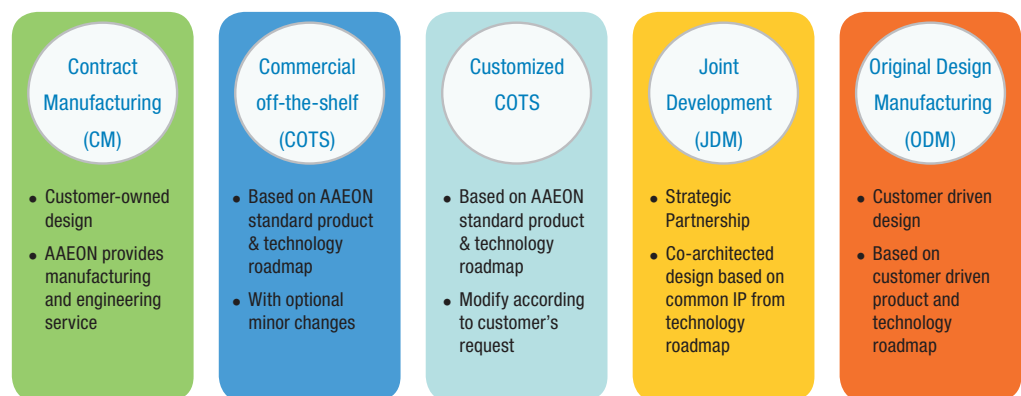 Contract
Manufacturing
(CM)
• Customer-owned
design
• AAEON provides
manufacturing
and engineering
service
Commercial
off-the-shelf
(COTS)
• Based on AAEON
standard product
& technology
roadmap
• With optional
minor changes
Customized
COTS
• Based on AAEON
standard product
& technology
roadmap
• Modify according
to customer's
request
Joint
Development
(JDM)
• Strategic
Partnership
• Co-architected
design based on
common IP from
technology
roadmap
Original Design
Manufacturing
(ODM)
• Customer driven
design
• Based on
customer driven
product and
technology
roadmap